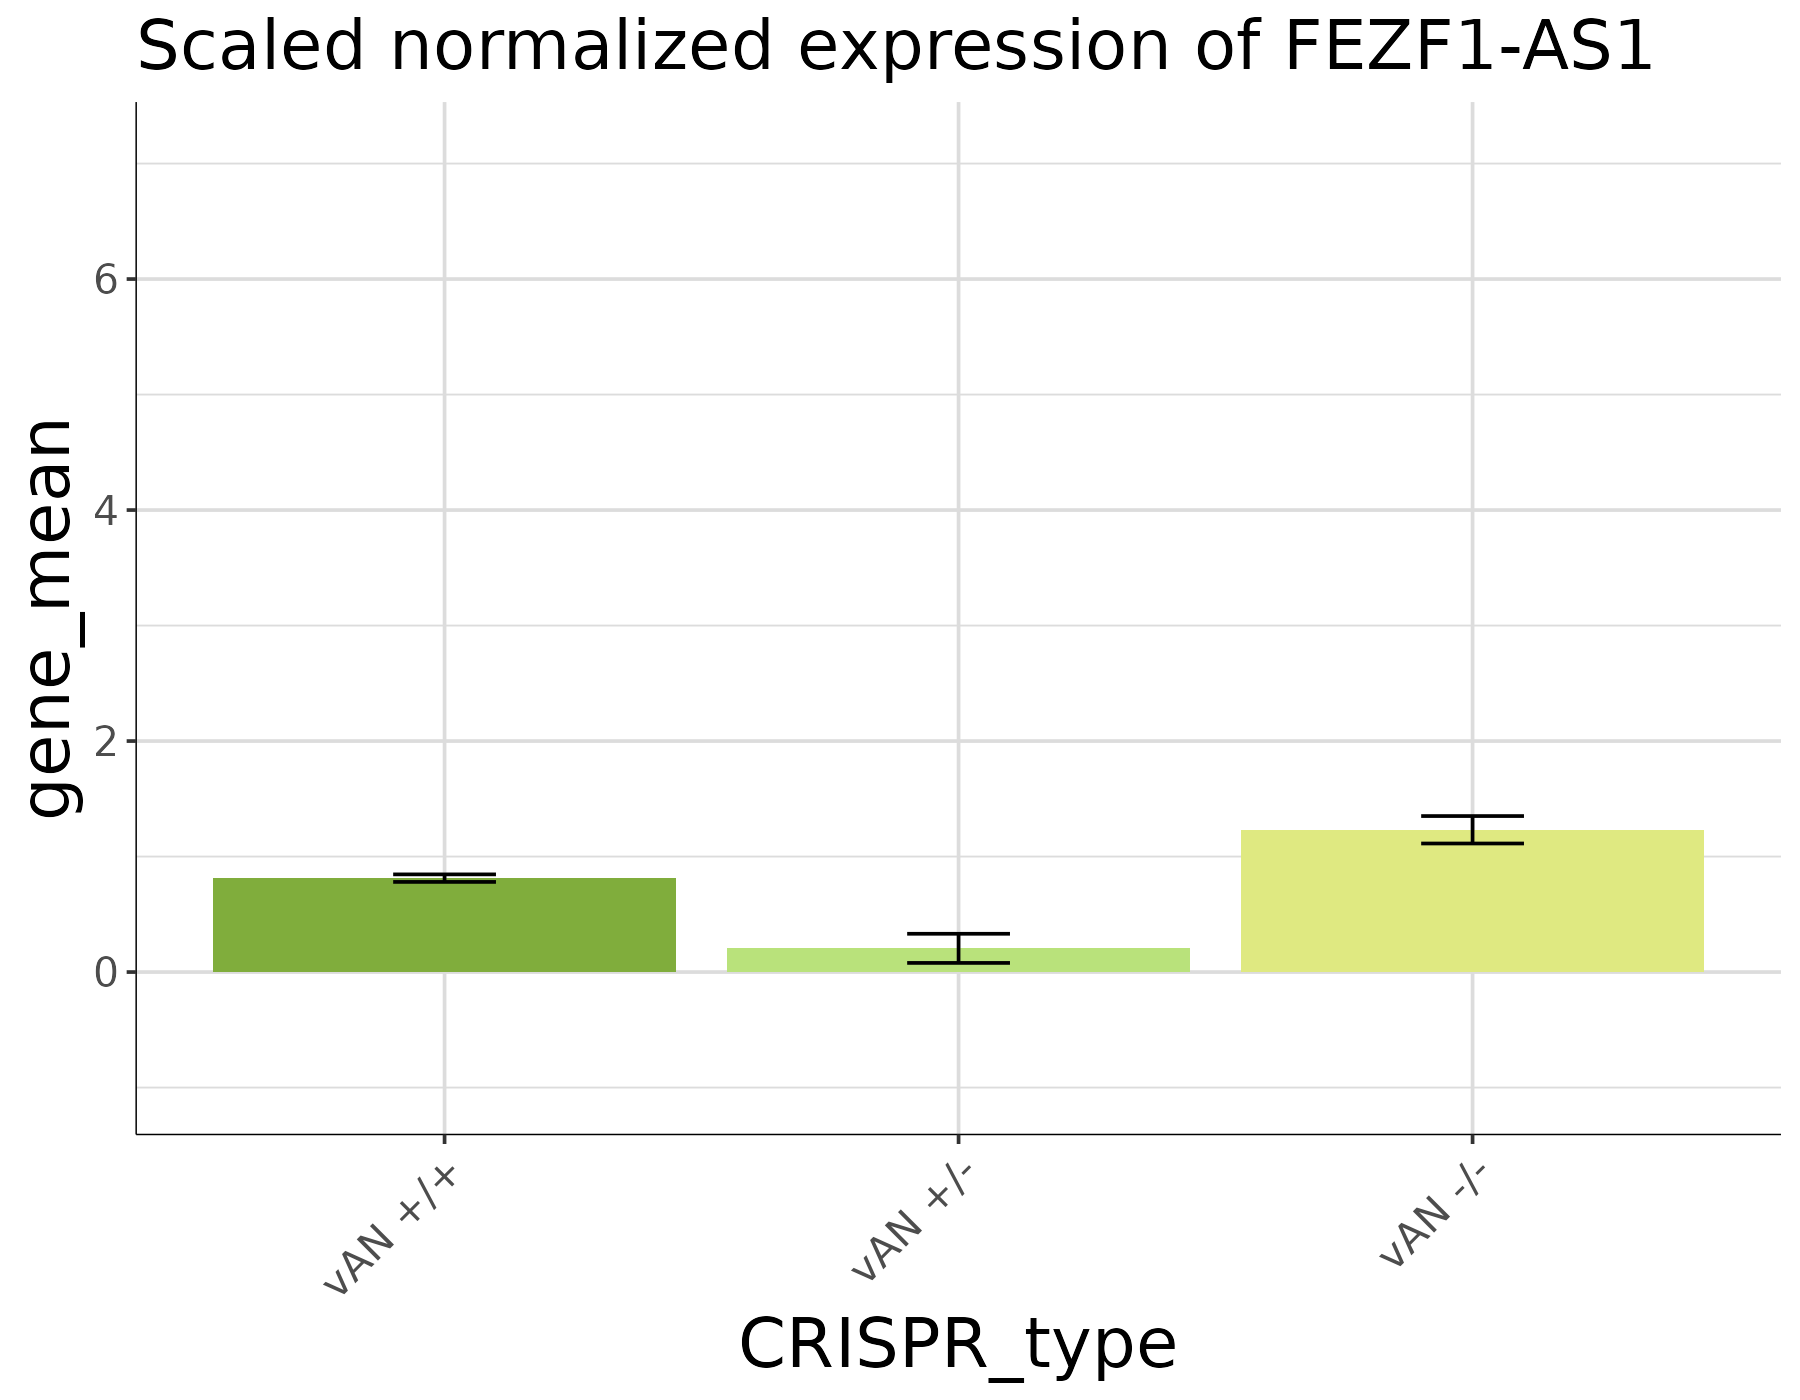 Scaled normalized expression of FEZF1-AS1
gene_mean
6
4
2
0
vAN +/+
vAN +/-
vAN -/-
CRISPR_type